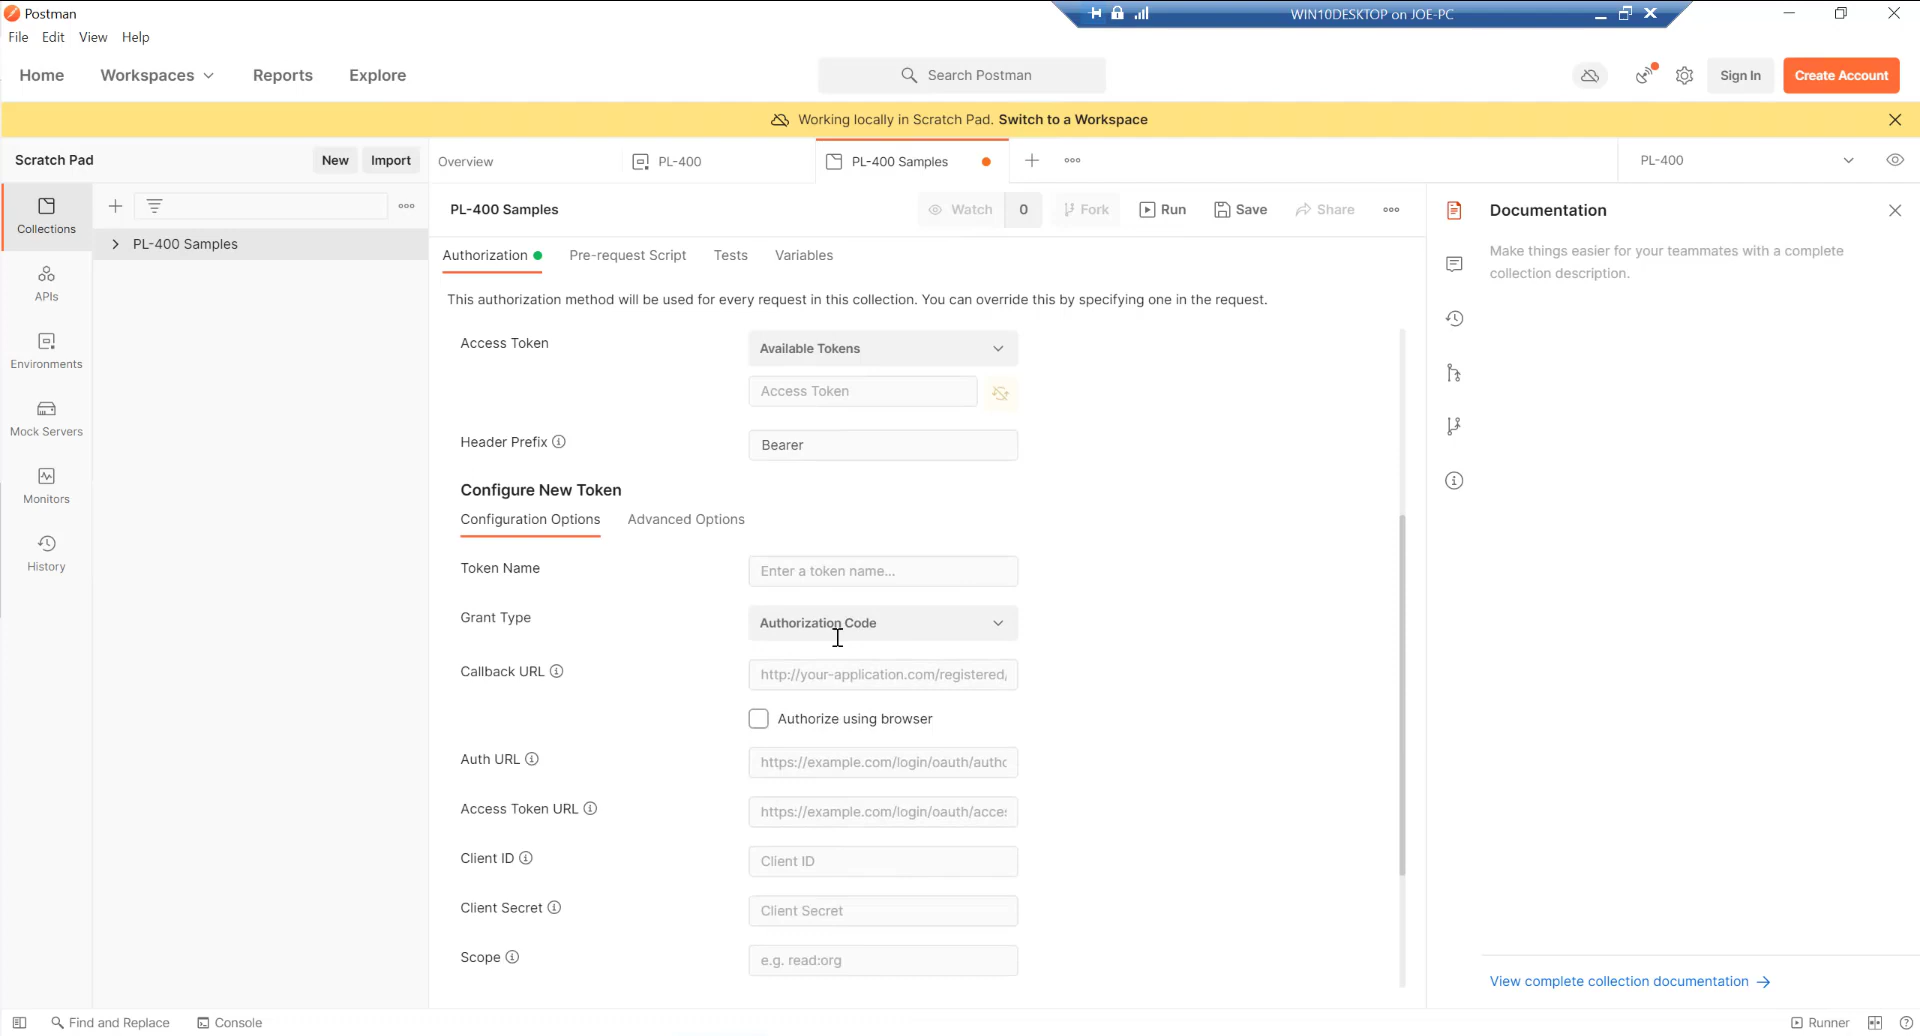 Postman
WIN10DESKTOP on JOE-PC
File Edit View Help
Home Workspaces Reports Explore
Search Postman
Sign In
Create Account
Working locally in Scratch Pad. Switch to a Workspace
Scratch Pad
New
Import
Overview
PL-400
PL-400 Samples
PL-400
Collections
APIs
Environments
Mock Servers
Monitors
History
PL-400 Samples
PL-400 Samples
Watch 0
Fork
Run
Save
Share
Authorization Pre-request Script Tests Variables
This authorization method will be used for every request in this collection. You can override this by specifying one in the request.
Access Token
Available Tokens
Access Token
Header Prefix
Bearer
Configure New Token
Configuration Options Advanced Options
Token Name
Enter a token name...
Grant Type
Authorization Code
Callback URL
http://your-application.com/registered/
Authorize using browser
Auth URL
https://example.com/login/oauth/autho
Access Token URL
https://example.com/login/oauth/acces
Client ID
Client ID
Client Secret
Client Secret
Scope
e.g. read:org
Documentation
Make things easier for your teammates with a complete
collection description.
View complete collection documentation
Find and Replace
Console
Runner